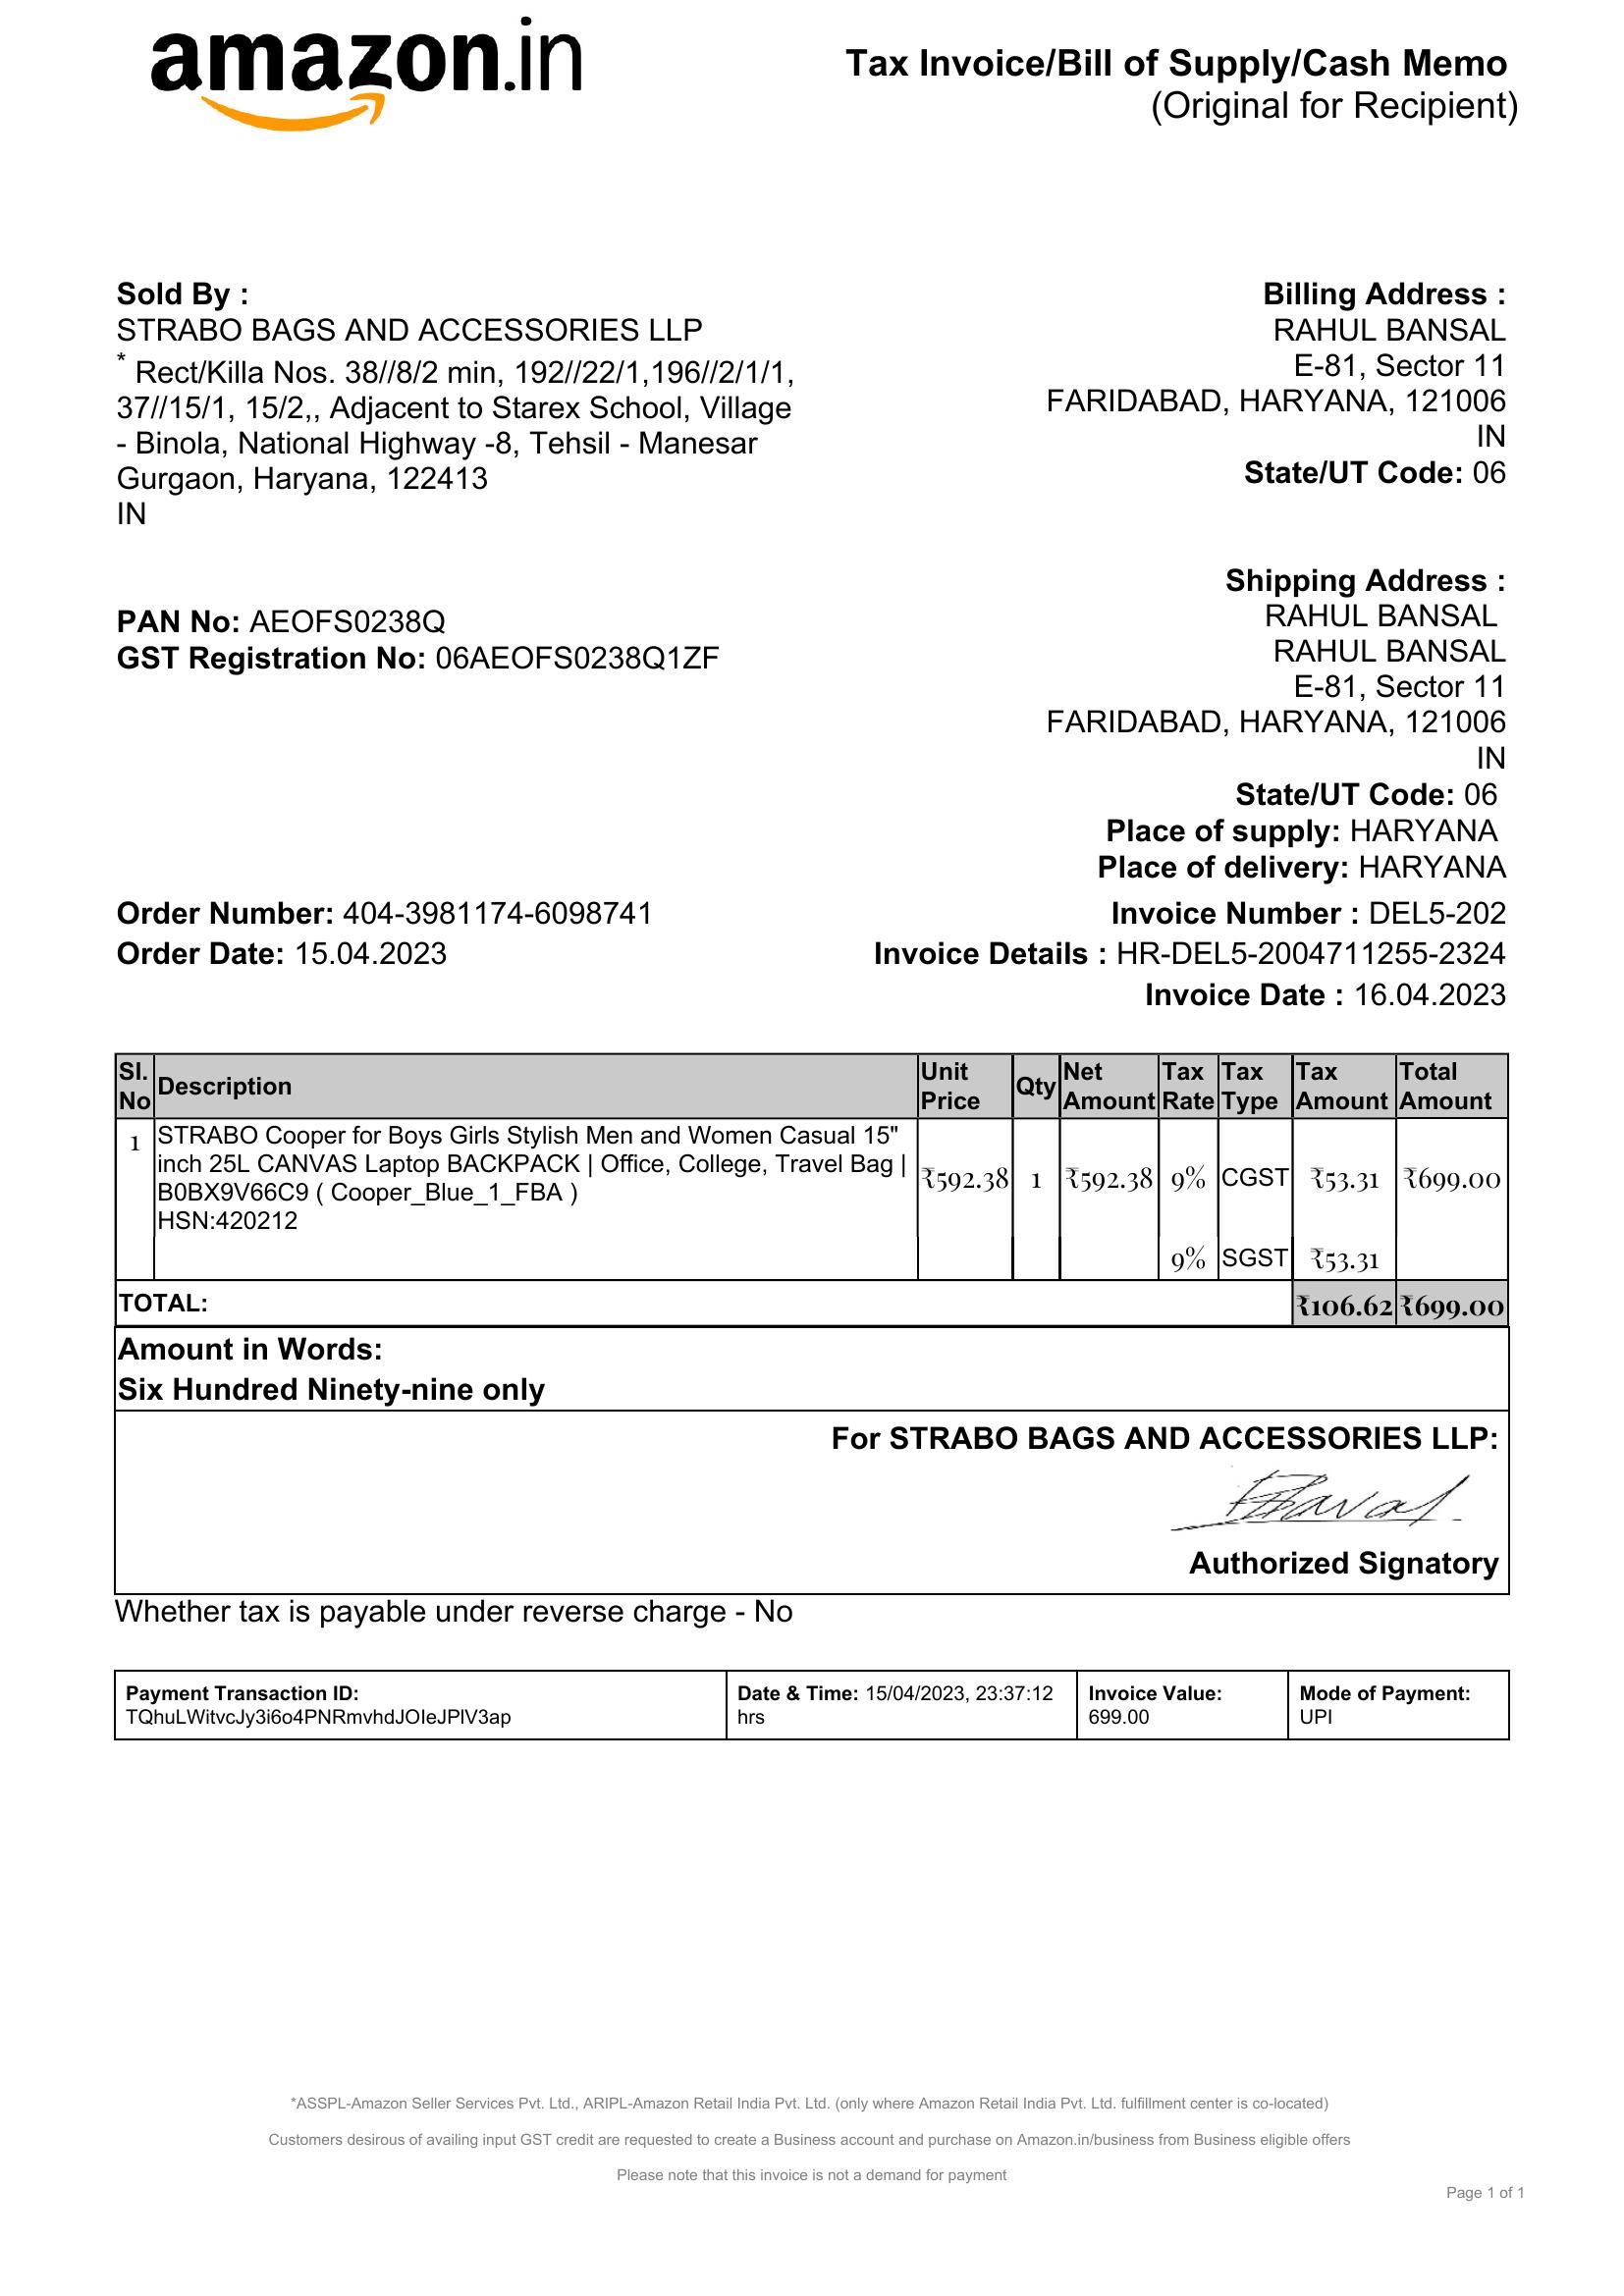 amazon.in
Tax Invoice/Bill of Supply/Cash Memo
(Original for Recipient)
Sold By :
STRABO BAGS AND ACCESSORIES LLP
* Rect/Killa Nos. 38//8/2 min, 192//22/1,196//2/1/1,
37//15/1, 15/2,, Adjacent to Starex School, Village
- Binola, National Highway -8, Tehsil - Manesar
Gurgaon, Haryana, 122413
IN
PAN No: AEOFS0238Q
GST Registration No: 06AEOFS0238Q1ZF
Billing Address :
RAHUL BANSAL
E-81, Sector 11
FARIDABAD, HARYANA, 121006
IN
State/UT Code: 06
Shipping Address :
RAHUL BANSAL
RAHUL BANSAL
E-81, Sector 11
FARIDABAD, HARYANA, 121006
IN
State/UT Code: 06
Place of supply: HARYANA
Place of delivery: HARYANA
Order Number: 404-3981174-6098741
Order Date: 15.04.2023
Invoice Number : DEL5-202
Invoice Details : HR-DEL5-2004711255-2324
Invoice Date : 16.04.2023
Sl. No Description Unit Price Qty Net Amount Tax Rate Tax Type Tax Amount Total Amount
1 STRABO Cooper for Boys Girls Stylish Men and Women Casual 15"
inch 25L CANVAS Laptop BACKPACK | Office, College, Travel Bag |
B0BX9V66C9 ( Cooper_Blue_1_FBA )
HSN:420212
₹592.38 1 ₹592.38 9% CGST ₹53.31 ₹699.00
9% SGST ₹53.31
TOTAL: ₹106.62 ₹699.00
Amount in Words:
Six Hundred Ninety-nine only
For STRABO BAGS AND ACCESSORIES LLP:
Authorized Signatory
Whether tax is payable under reverse charge - No
Payment Transaction ID:
TQhuLWitvcJy3i6o4PNRmvhdJOIeJPlV3ap
Date & Time: 15/04/2023, 23:37:12
hrs
Invoice Value:
699.00
Mode of Payment:
UPI
*ASSPL-Amazon Seller Services Pvt. Ltd., ARIPL-Amazon Retail India Pvt. Ltd. (only where Amazon Retail India Pvt. Ltd. fulfillment center is co-located)
Customers desirous of availing input GST credit are requested to create a Business account and purchase on Amazon.in/business from Business eligible offers
Please note that this invoice is not a demand for payment
Page 1 of 1